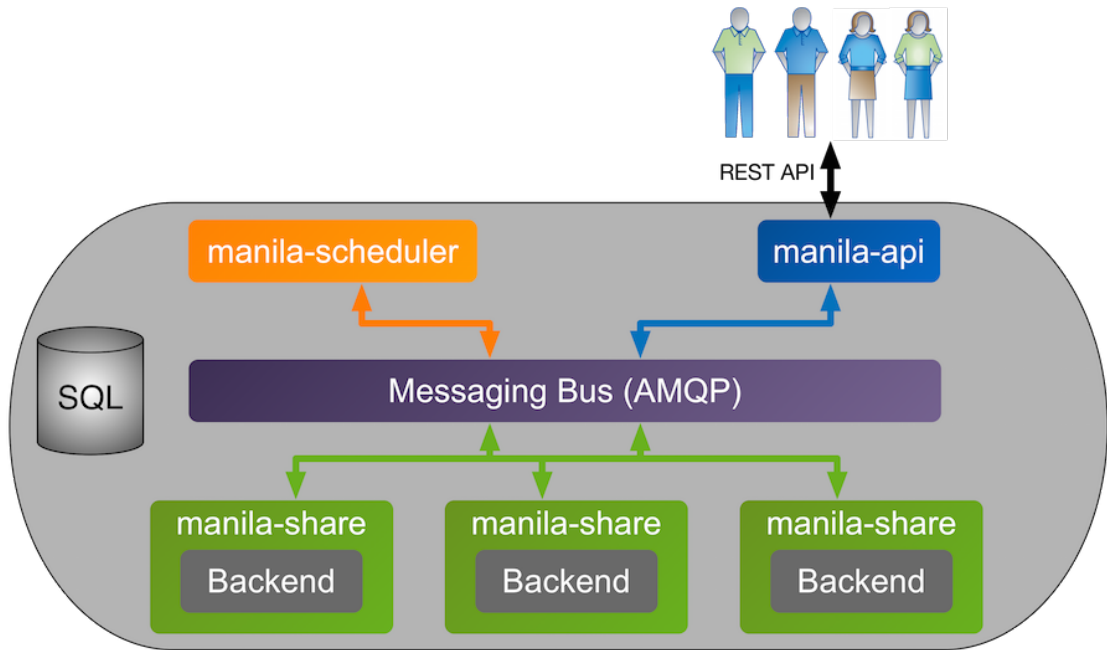 REST API
manila-scheduler
manila-api
SQL
Messaging Bus (AMQP)
manila-share
manila-share
manila-share
Backend
Backend
Backend